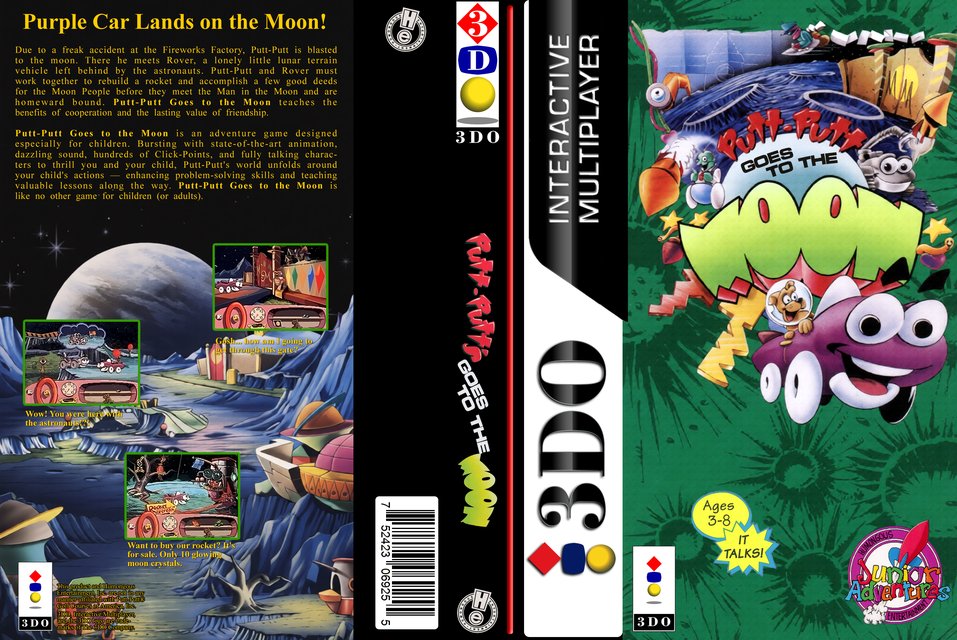 Purple Car Lands on the Moon!
Due to a freak accident at the Fireworks Factory, Putt-Putt is blasted
to the moon. There he meets Rover, a lonely little lunar terrain
vehicle left behind by the astronauts. Putt-Putt and Rover must
work together to rebuild a rocket and accomplish a few good deeds
for the Moon People before they meet the Man in the Moon and are
homeward bound. Putt-Putt Goes to the Moon teaches the
benefits of cooperation and the lasting value of friendship.
Putt-Putt Goes to the Moon is an adventure game designed
especially for children. Bursting with state-of-the-art animation,
dazzling sound, hundreds of Click-Points, and fully talking charac-
ters to thrill you and your child, Putt-Putt's world unfolds around
your child's actions — enhancing problem-solving skills and teaching
valuable lessons along the way. Putt-Putt Goes to the Moon is
like no other game for children (or adults).
Gosh... how am I going to
get through this gate?
Wow! You were here with
the astronauts?!
Want to buy our rocket? It's
for sale. Only 10 glowing
moon crystals.
3DO
He
3
D
3DO
PUTT-PUTT'S
GOES
TO THE
MOON
7 52423 06925 5
He
INTERACTIVE
MULTIPLAYER
3DO
PUTT-PUTT
GOES
TO THE
MOON
Ages
3-8
IT
TALKS!
3DO
HUMONGOUS
Junior
Adventures
ENTERTAINMENT